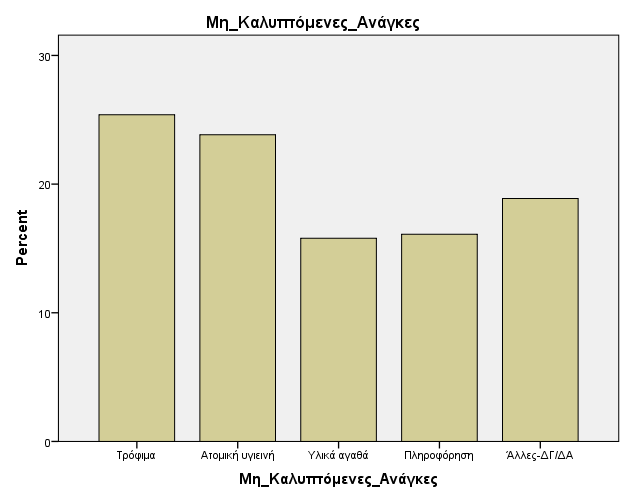 Μη_Καλυπτόμενες_Ανάγκες
30
20
10
0
Percent
Τρόφιμα
Ατομική υγιεινή
Υλικά αγαθά
Πληροφόρηση
Άλλες-ΔΓ/ΔΑ
Μη_Καλυπτόμενες_Ανάγκες